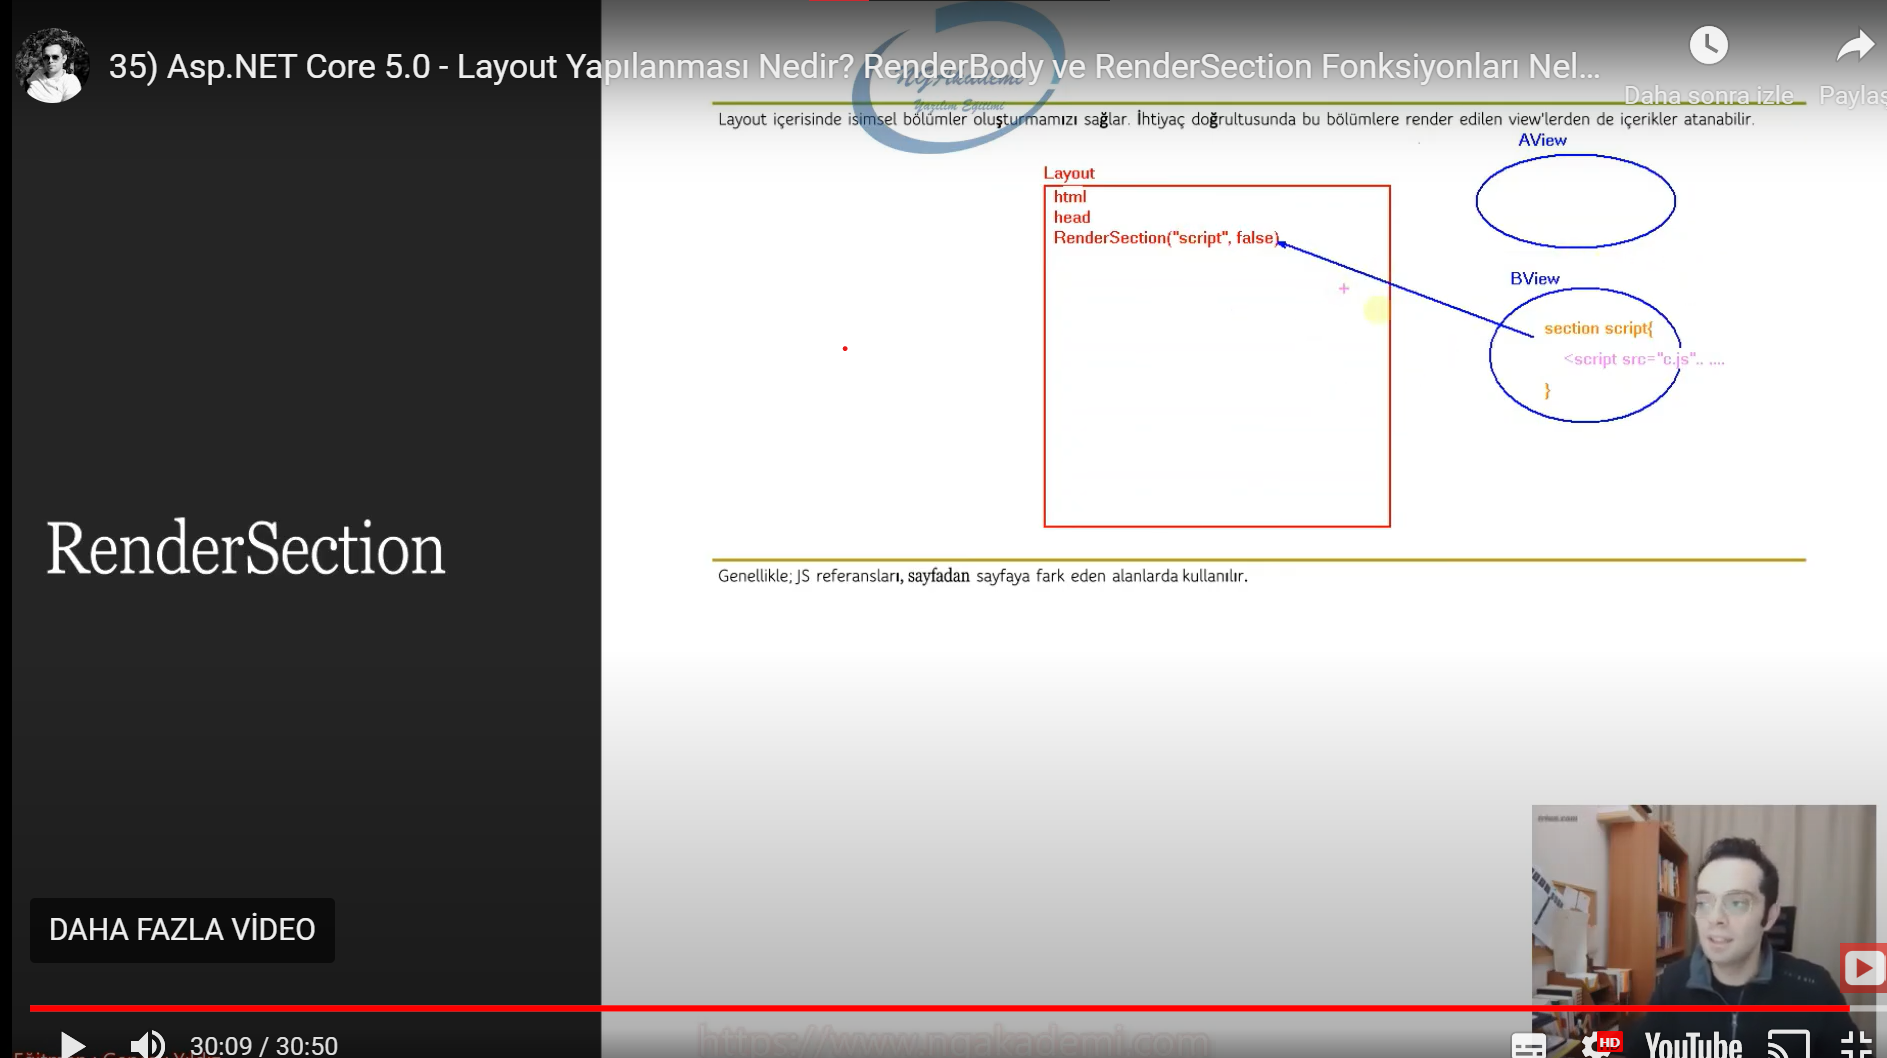 35) Asp.NET Core 5.0 - Layout Yapılanması Nedir? RenderBody ve RenderSection Fonksiyonları Nel...
NGAkademi
Yazılım Eğitimi
Daha sonra izle
Paylaş
Layout içerisinde isimsel bölümler oluşturmamızı sağlar. İhtiyaç doğrultusunda bu bölümlere render edilen view'lerden de içerikler atanabilir.
AView
Layout
html
head
RenderSection("script", false)
BView
section script{
<script src="c.js".. ....
}
RenderSection
Genellikle; JS referansları, sayfadan sayfaya fark eden alanlarda kullanılır.
DAHA FAZLA VİDEO
30:09 / 30:50
https://www.ngakademi.com
HD
YouTube